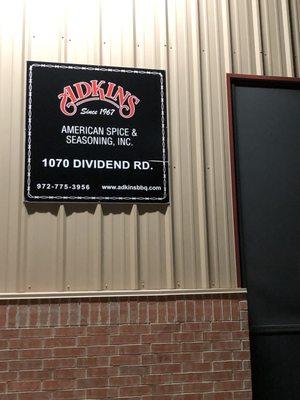 ADKINS
Since 1967
AMERICAN SPICE &
SEASONING, INC.
1070 DIVIDEND RD.
972-775-3956 www.adkinsbbq.com